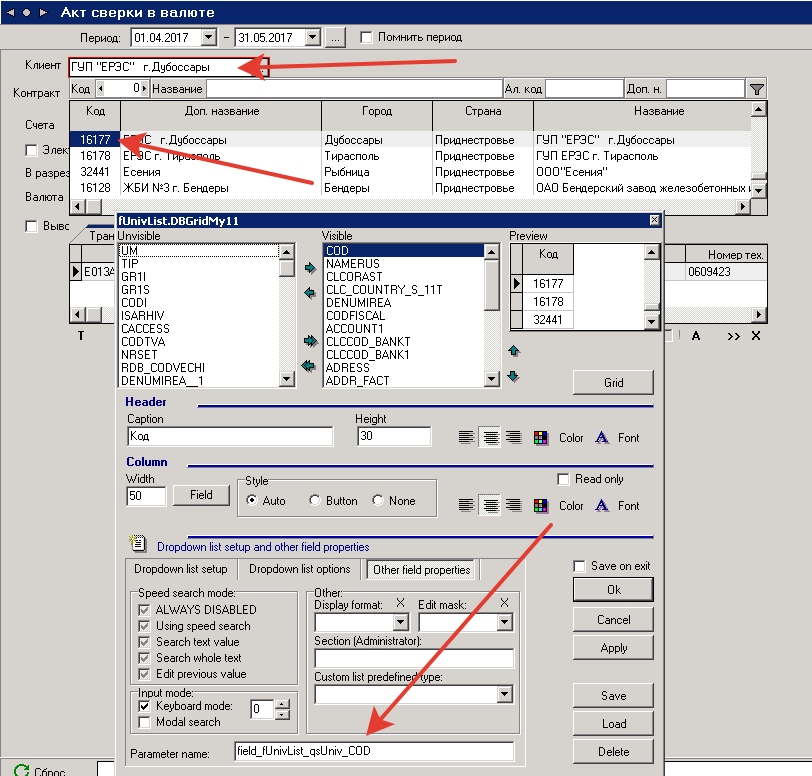 Акт сверки в валюте
Период: 01.04.2017 - 31.05.2017 ... Помнить период
Клиент ГУП "ЕРЭС" г.Дубоссары
Контракт Код 0 Название Ал. код Доп. н.
Код Доп. название Город Страна Название
Счета
16177 ЕРЭС г.Дубоссары Дубоссары Приднестровье ГУП "ЕРЭС" г.Дубоссары
Элек 16178 ЕРЭС г. Тирасполь Тирасполь Приднестровье ГУП ЕРЭС г. Тирасполь
В разрез 32441 Есения Рыбница Приднестровье ООО"Есения"
Валюта 16128 ЖБИ №3 г. Бендеры Бендеры Приднестровье ОАО Бендерский завод железобетонных и
Выво
fUnivList.DBGridMy11
Тран
Unvisible Visible Preview
Номер тех.
E013A 0609423
UM
TIP
GR1I
GR1S
CODI
ISARHIV
CACCESS
CODTVA
NRSET
RDB_CODVECHI
DENUMIREA__1
COD
NAMERUS
CLCORAST
CLC_COUNTRY_S_11T
DENUMIREA
CODFISCAL
ACCOUNT1
CLCCOD_BANKT
CLCCOD_BANK1
ADRESS
ADDR_FACT
Код
16177
16178
32441
T ! A >> X
Grid
Header
Caption Height
Код 30 Color A Font
Column
Width Style Read only
50 Field Auto Button None Color A Font
Dropdown list setup and other field properties
Dropdown list setup Dropdown list options Other field properties
Save on exit
Speed search mode:
ALWAYS DISABLED
Using speed search
Search text value
Search whole text
Edit previous value
Other:
Display format: X Edit mask: X
Section (Administrator):
Custom list predefined type:
Input mode:
Keyboard mode: 0
Modal search
Parameter name: field_fUnivList_qsUniv_COD
Ok
Cancel
Apply
Save
Load
Delete
Сброс